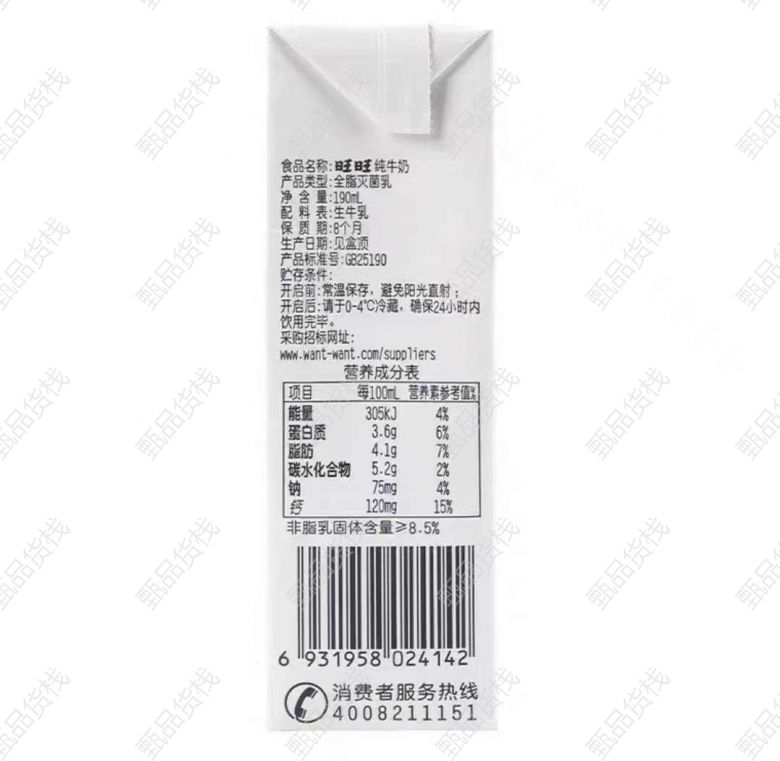 食品名称:旺旺纯牛奶
产品类型:全脂灭菌乳
净 含 量:190mL
配 料 表:生牛乳
保 质 期:8个月
生产日期:见盒顶
产品标准号:GB25190
贮存条件:
开启前:常温保存，避免阳光直射；
开启后:请于0-4℃冷藏，确保24小时内
饮用完毕。
采购招标网址:
www.want-want.com/suppliers
营养成分表
项目 每100mL 营养素参考值%
能量 305kJ 4%
蛋白质 3.6g 6%
脂肪 4.1g 7%
碳水化合物 5.2g 2%
钠 75mg 4%
钙 120mg 15%
非脂乳固体含量≥8.5%
6 931958 024142
消费者服务热线
4008211151
甄品货栈